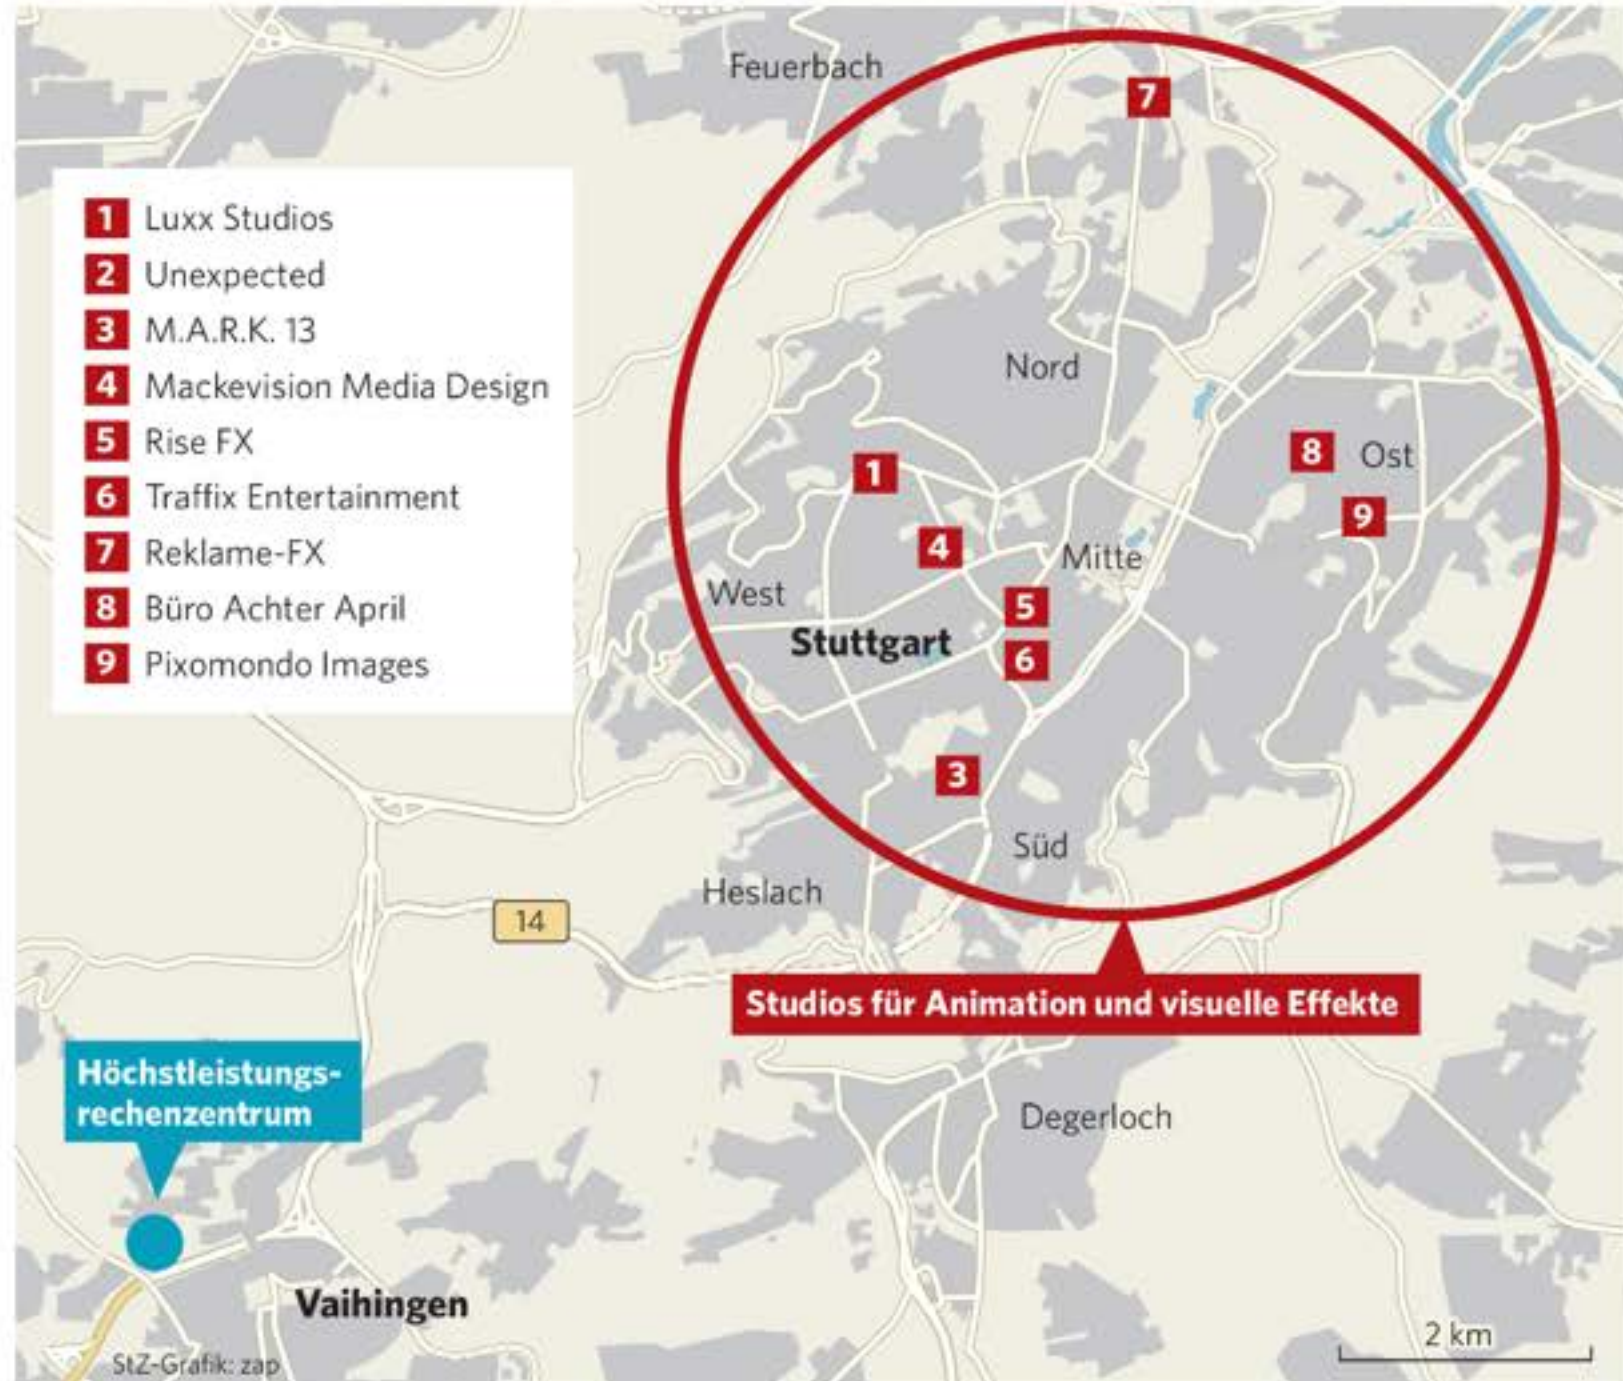 Feuerbach
7
1 Luxx Studios
2 Unexpected
3 M.A.R.K. 13
4 Mackevision Media Design
5 Rise FX
6 Traffix Entertainment
7 Reklame-FX
8 Büro Achter April
9 Pixomondo Images
Nord
8
Ost
1
9
4
Mitte
West
5
Stuttgart
6
3
Süd
Heslach
14
Studios für Animation und visuelle Effekte
Höchstleistungs-
rechenzentrum
Degerloch
Vaihingen
2 km
StZ-Grafik: zap